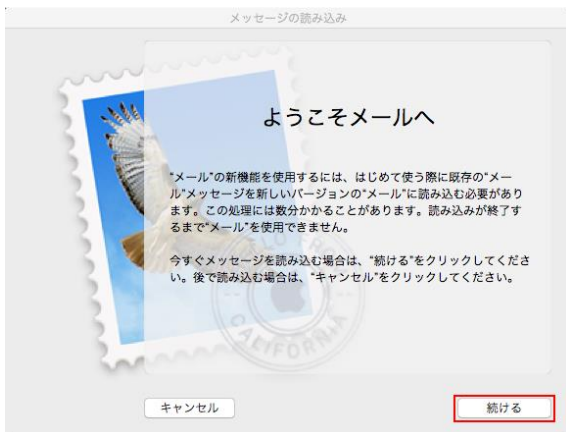 メッセージの読み込み
ようこそメールへ
“メール”の新機能を使用するには、はじめて使う際に既存の“メー
ル”メッセージを新しいバージョンの“メール”に読み込む必要があり
ます。この処理には数分かかることがあります。読み込みが終了す
るまで“メール”を使用できません。
今すぐメッセージを読み込む場合は、“続ける”をクリックしてくださ
い。後で読み込む場合は、“キャンセル”をクリックしてください。
CALIFORNIA
キャンセル
続ける